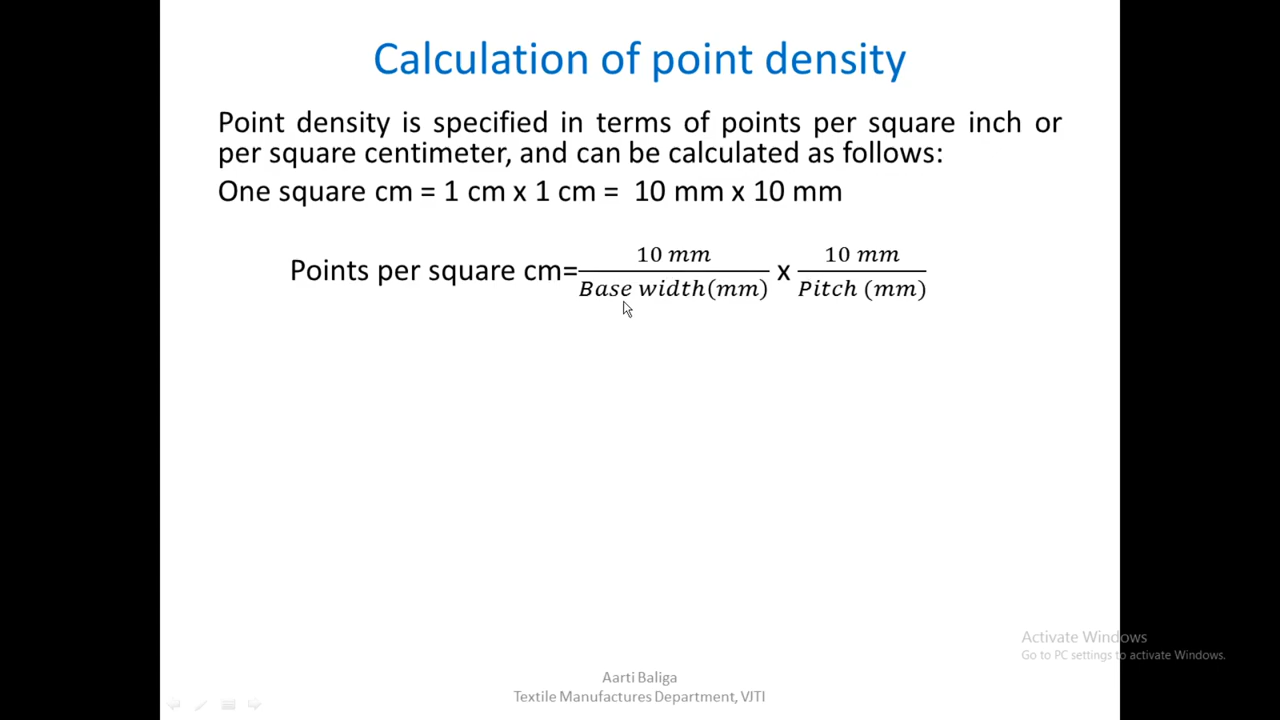 Calculation of point density
Point density is specified in terms of points per square inch or
per square centimeter, and can be calculated as follows:
One square cm = 1 cm x 1 cm = 10 mm x 10 mm
Points per square cm= 10 mm / Base width(mm) x 10 mm / Pitch (mm)
Activate Windows
Go to PC settings to activate Windows.
Aarti Baliga
Textile Manufactures Department, VJTI